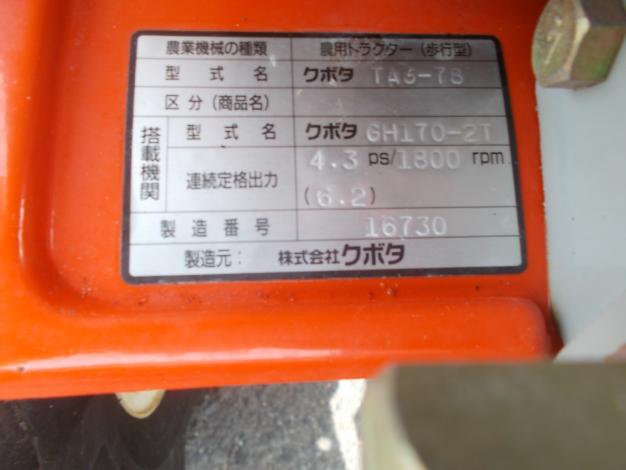 農業機械の種類 農用トラクター (歩行型)
型式名 クボタ TA6-78
区分 (商品名)
搭載機関
型式名 クボタ GH170-2T
連続定格出力 4.3 ps/1800 rpm
(6.2)
製造番号 16730
製造元: 株式会社クボタ